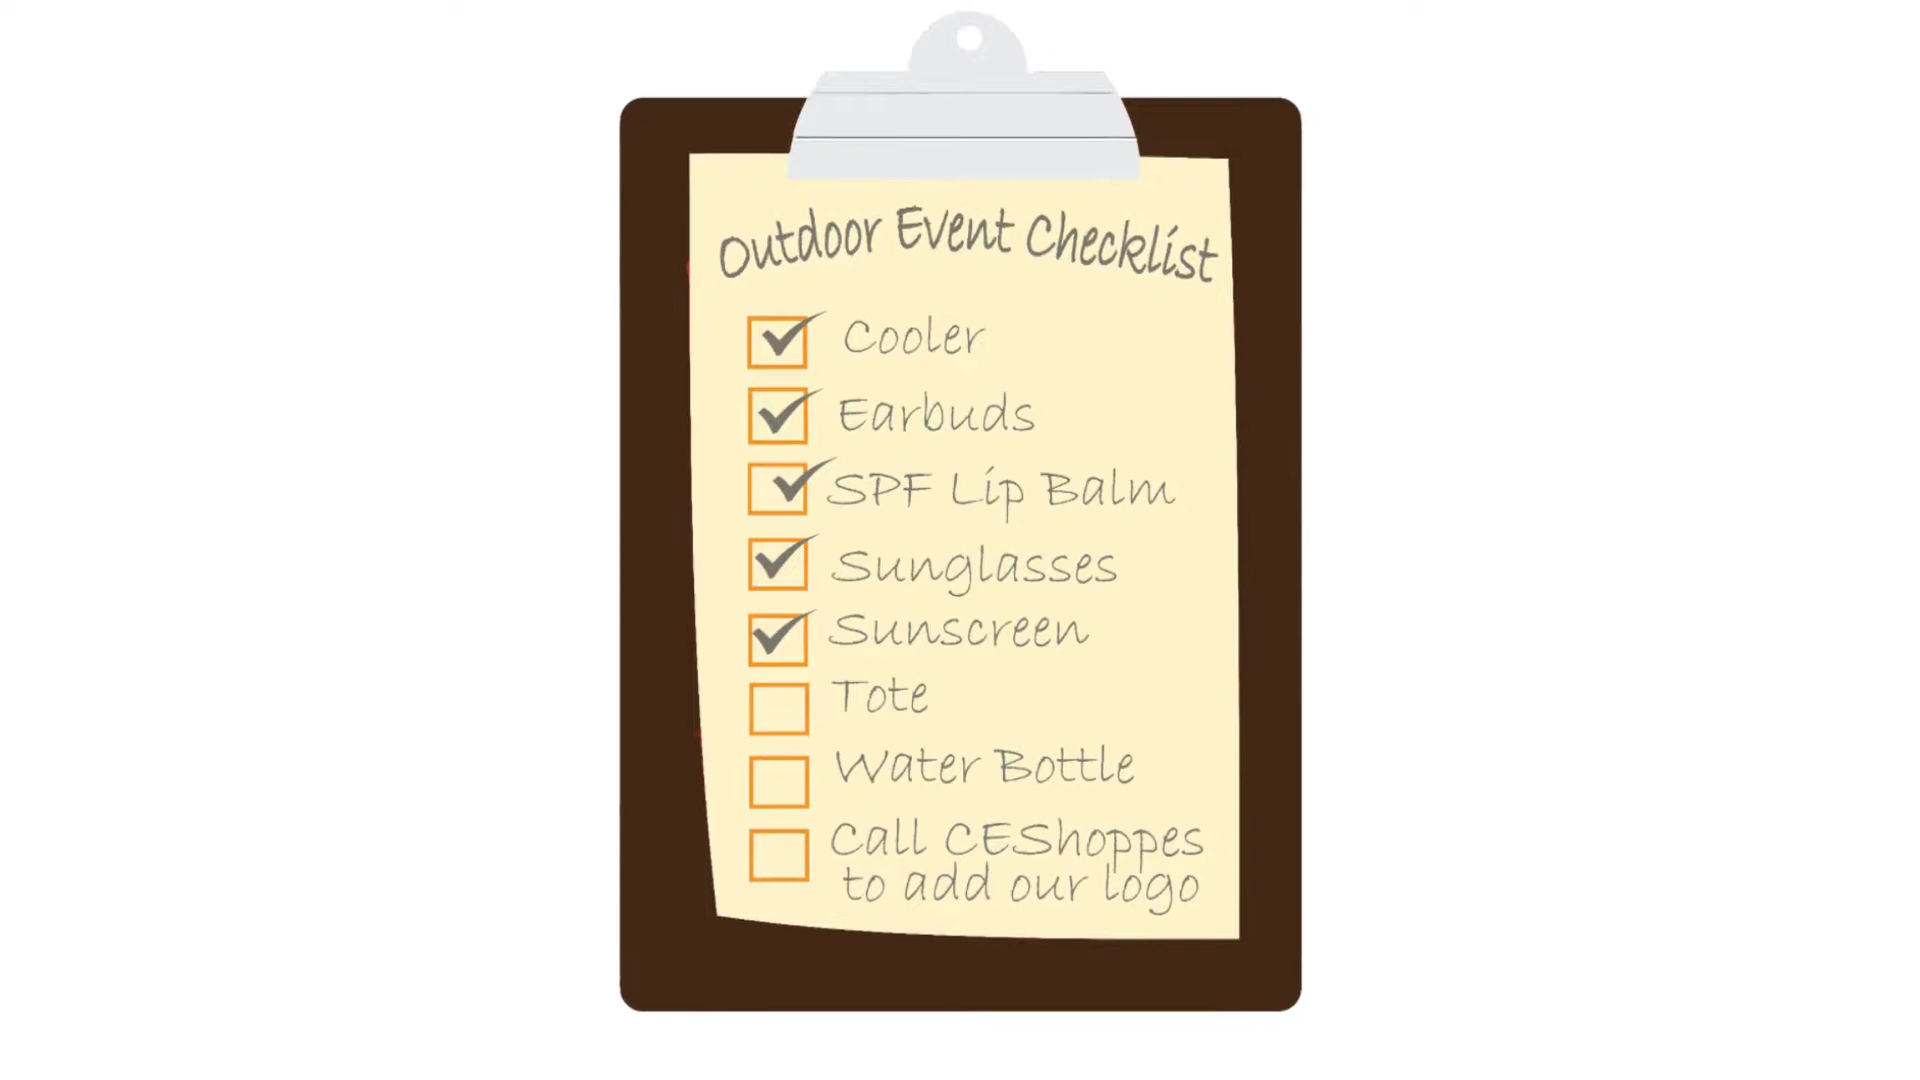 Outdoor Event Checklist
Cooler
Earbuds
SPF Lip Balm
Sunglasses
Sunscreen
Tote
Water Bottle
Call CEShoppes
to add our logo